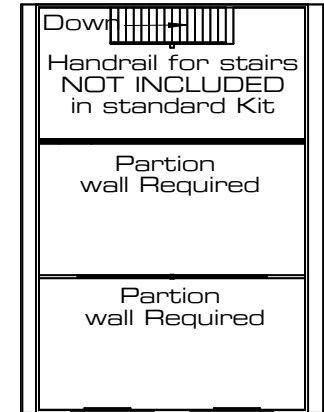 Down
Handrail for stairs
NOT INCLUDED
in standard Kit
Partion
wall Required
Partion
wall Required